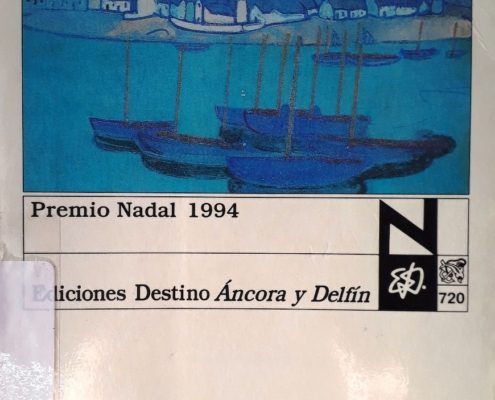 Premio Nadal 1994
N
Ediciones Destino Áncora y Delfín
720